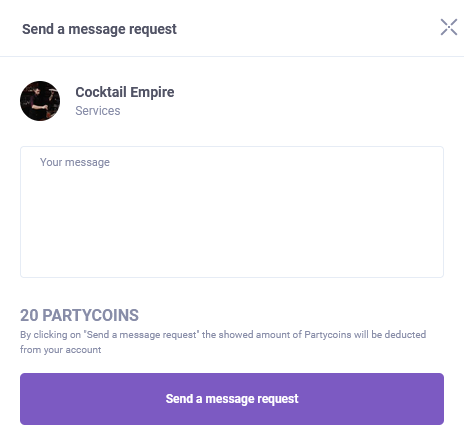 Send a message request
Cocktail Empire
Services
Your message
20 PARTYCOINS
By clicking on "Send a message request" the showed amount of Partycoins will be deducted
from your account
Send a message request